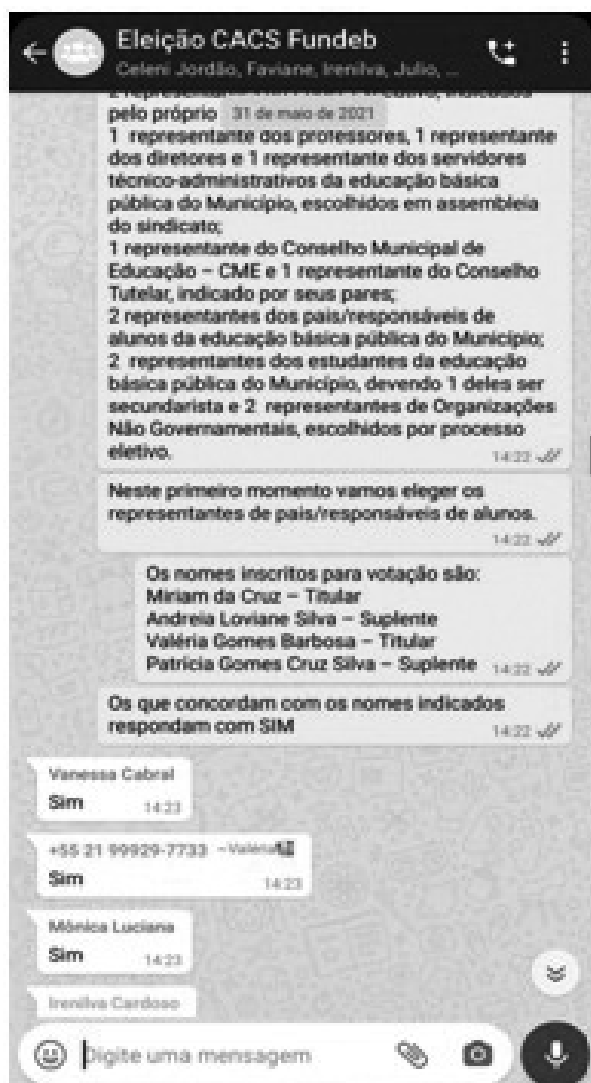 Eleição CACS Fundeb
Celeni Jordão, Faviane, Irenilva, Julio, ...
pelo próprio
31 de maio de 2021
1 representante dos professores, 1 representante
dos diretores e 1 representante dos servidores
técnico-administrativos da educação básica
pública do Município, escolhidos em assembleia
do sindicato;
1 representante do Conselho Municipal de
Educação – CME e 1 representante do Conselho
Tutelar, indicado por seus pares;
2 representantes dos pais/responsáveis de
alunos da educação básica pública do Município;
2 representantes dos estudantes da educação
básica pública do Município, devendo 1 deles ser
secundarista e 2 representantes de Organizações
Não Governamentais, escolhidos por processo
eletivo.
14:22
Neste primeiro momento vamos eleger os
representantes de pais/responsáveis de alunos.
14:22
Os nomes inscritos para votação são:
Miriam da Cruz – Titular
Andreia Loviane Silva – Suplente
Valéria Gomes Barbosa – Titular
Patrícia Gomes Cruz Silva – Suplente
14:22
Os que concordam com os nomes indicados
respondam com SIM
14:22
Vanessa Cabral
Sim
14:23
+55 21 99929-7733 ~Valéria
Sim
14:23
Mônica Luciana
Sim
14:23
Irenilva Cardoso
Digite uma mensagem